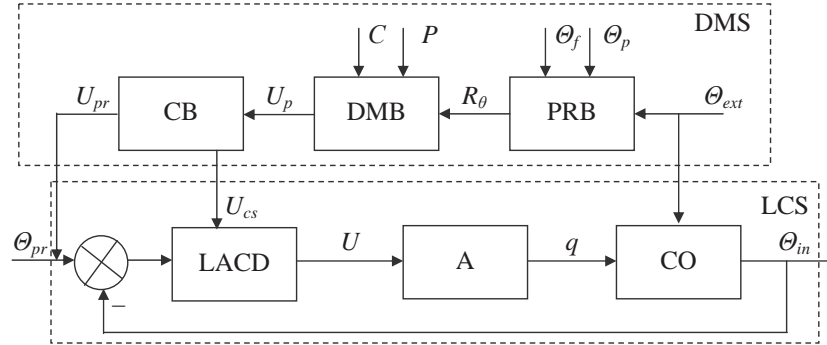 DMS
C P Θf Θp
Upr CB Up DMB Rθ PRB Θext
Ucs LCS
Θpr LACD U A q CO Θin
−